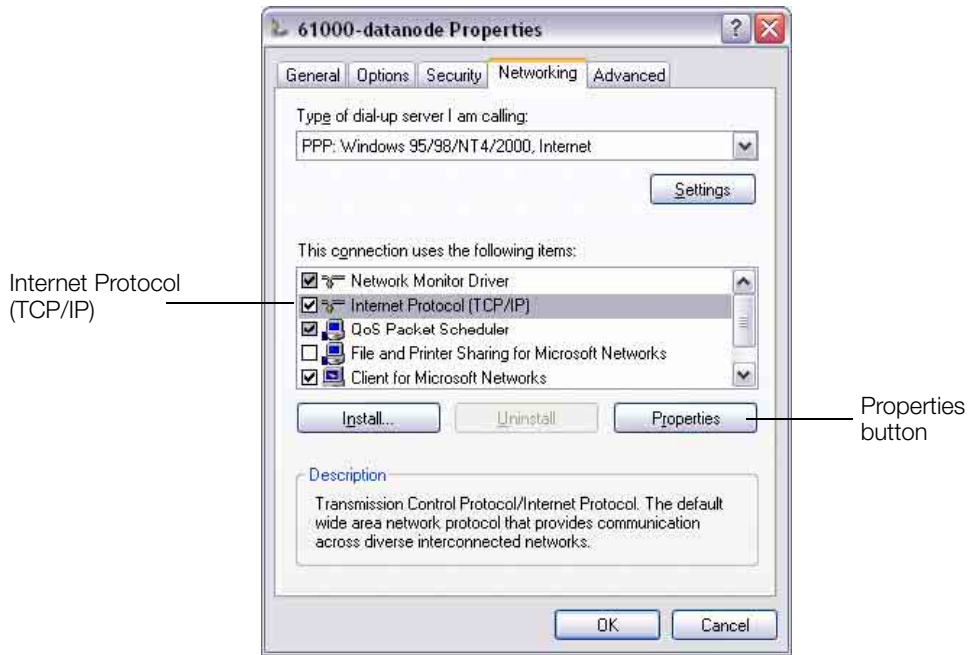 61000-datanode Properties
General Options Security Networking Advanced
Type of dial-up server I am calling:
PPP: Windows 95/98/NT4/2000, Internet
Settings
This connection uses the following items:
Network Monitor Driver
Internet Protocol
(TCP/IP)
Internet Protocol (TCP/IP)
QoS Packet Scheduler
File and Printer Sharing for Microsoft Networks
Client for Microsoft Networks
Install... Uninstall Properties
Properties
button
Description
Transmission Control Protocol/Internet Protocol. The default
wide area network protocol that provides communication
across diverse interconnected networks.
OK Cancel